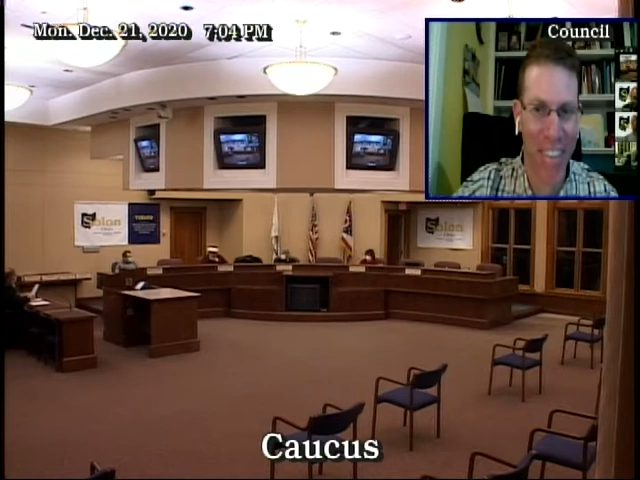 Mon. Dec. 21, 2020 7:04 PM
Council
Solon
Solon
Caucus